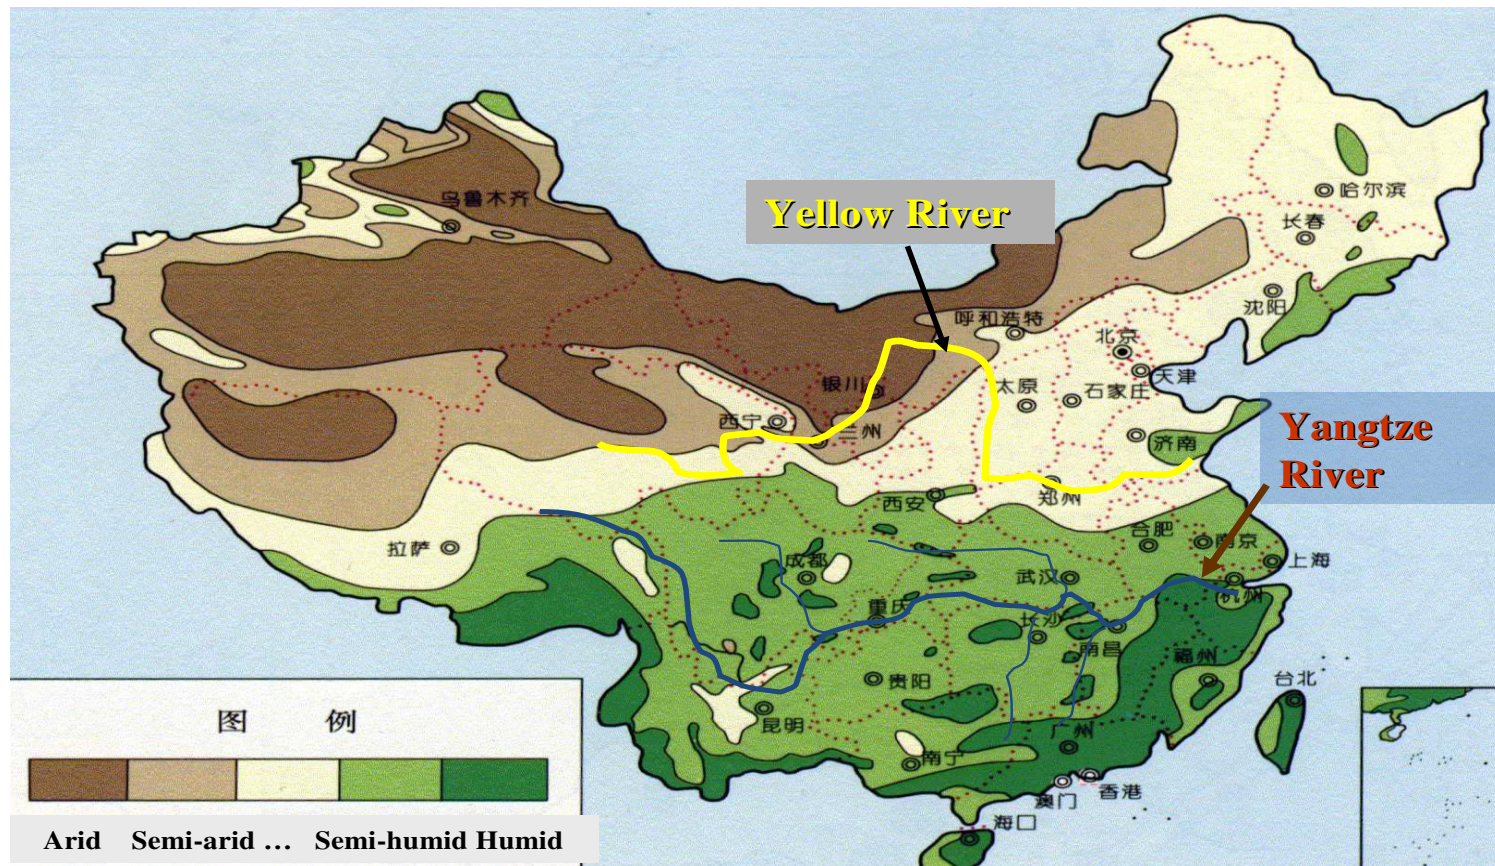 乌鲁木齐
Yellow River
哈尔滨
长春
沈阳
呼和浩特
北京
天津
银川
太原
石家庄
西宁
兰州
济南
Yangtze
River
西安
郑州
拉萨
合肥
南京
上海
成都
武汉
杭州
重庆
长沙
南昌
福州
贵阳
台北
昆明
广州
南宁
香港
澳门
海口
图 例
Arid Semi-arid ... Semi-humid Humid